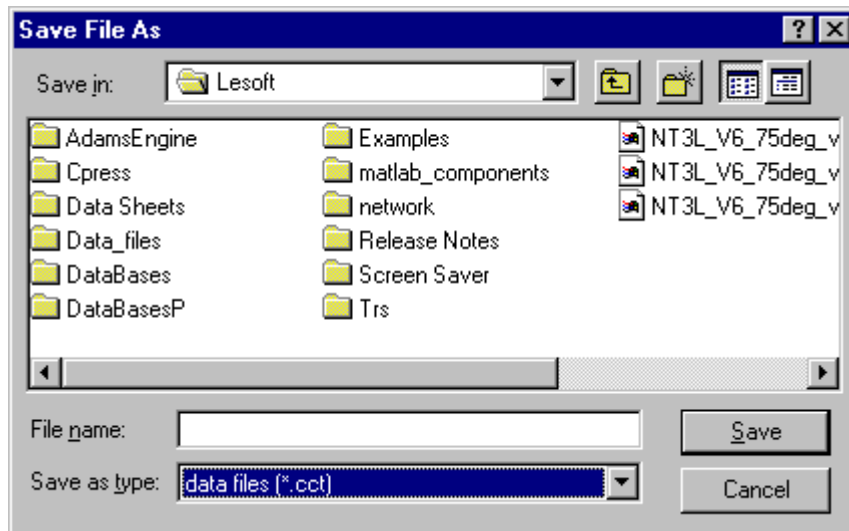 Save File As
Save in: Lesoft
AdamsEngine Examples NT3L_V6_75deg_v
Cpress matlab_components NT3L_V6_75deg_v
Data Sheets network NT3L_V6_75deg_v
Data_files Release Notes
DataBases Screen Saver
DataBasesP Trs
File name: Save
Save as type: data files (*.cct) Cancel